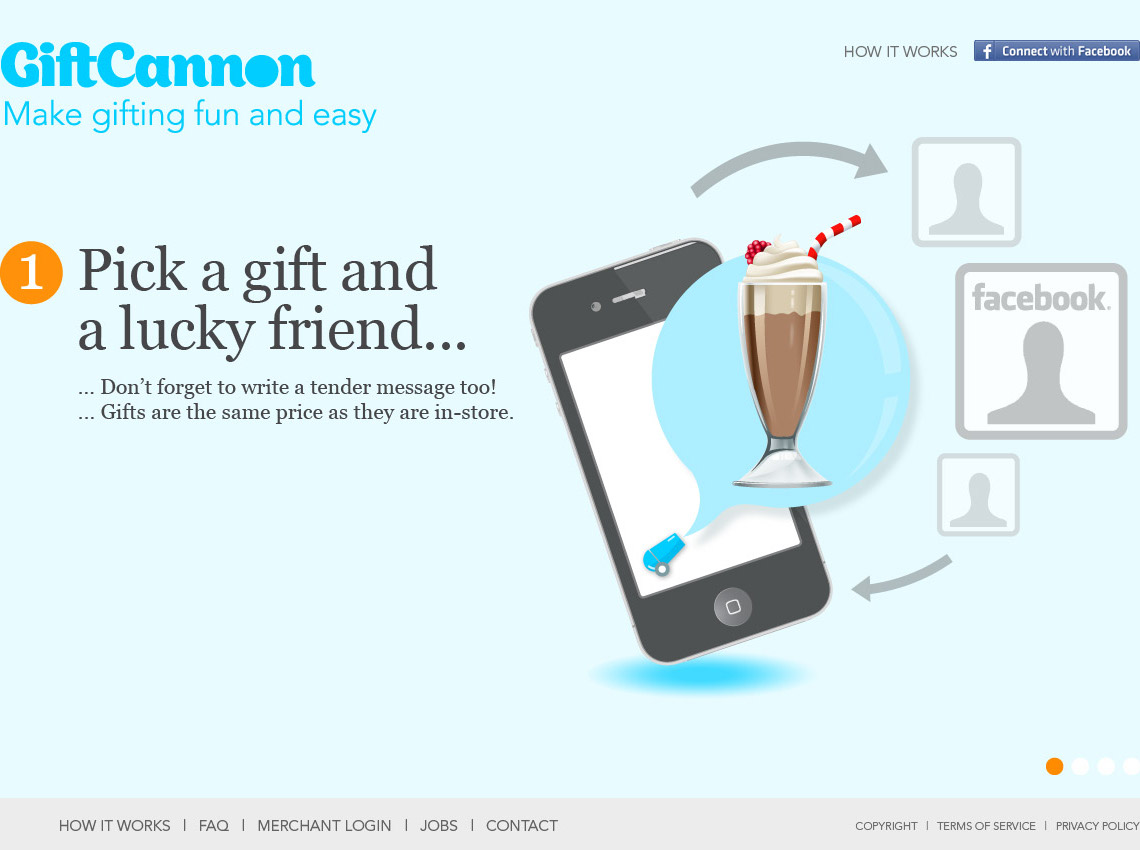 GiftCannon
Make gifting fun and easy
HOW IT WORKS
f Connect with Facebook
1
Pick a gift and
a lucky friend...
... Don’t forget to write a tender message too!
... Gifts are the same price as they are in-store.
facebook.
HOW IT WORKS | FAQ | MERCHANT LOGIN | JOBS | CONTACT
COPYRIGHT | TERMS OF SERVICE | PRIVACY POLICY